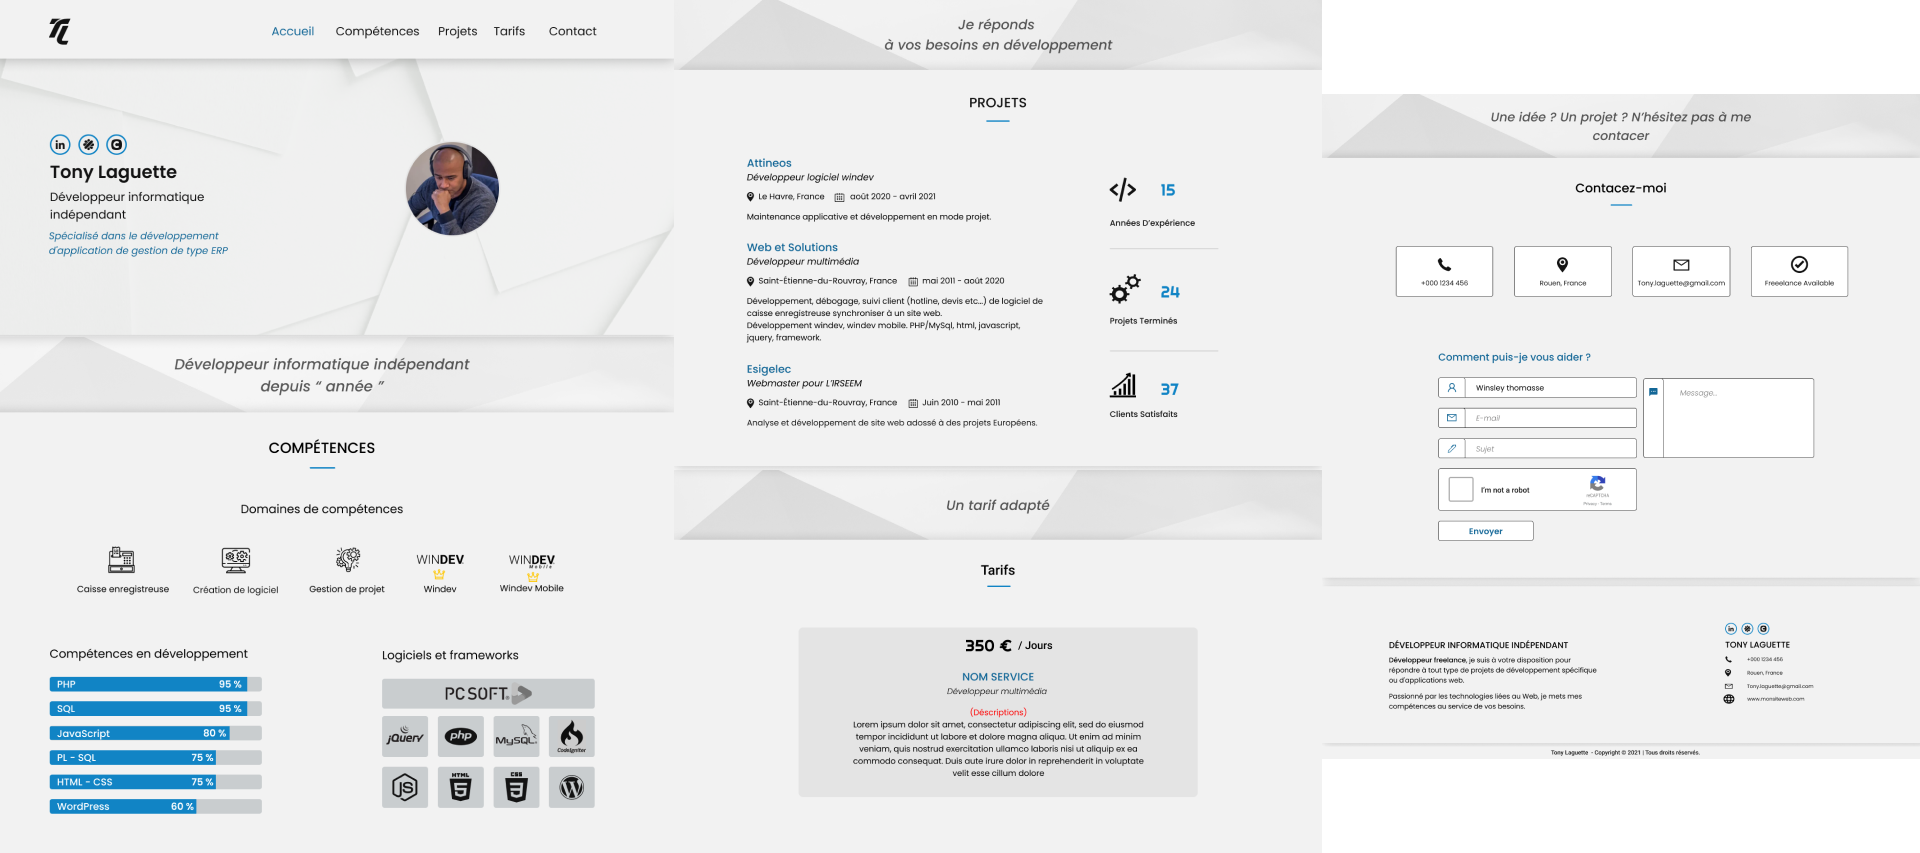 TL
Accueil
Compétences
Projets
Tarifs
Contact
in
Tony Laguette
Développeur informatique
indépendant
Spécialisé dans le développement
d'application de gestion de type ERP
Développeur informatique indépendant
depuis “ année ”
COMPÉTENCES
Domaines de compétences
WINDEV
WINDEV
Mobile
Caisse enregistreuse
Création de logiciel
Gestion de projet
Windev
Windev Mobile
Compétences en développement
PHP 95 %
SQL 95 %
JavaScript 80 %
PL - SQL 75 %
HTML - CSS 75 %
WordPress 60 %
Logiciels et frameworks
PC SOFT
jQuery
php
MySQL
CodeIgniter
JS
HTML
5
CSS
3
W
Je réponds
à vos besoins en développement
PROJETS
Attineos
Développeur logiciel windev
Le Havre, France
août 2020 - avril 2021
Maintenance applicative et développement en mode projet.
Web et Solutions
Développeur multimédia
Saint-Étienne-du-Rouvray, France
mai 2011 - août 2020
Développement, débogage, suivi client (hotline, devis etc...) de logiciel de
caisse enregistreuse synchroniser à un site web.
Développement windev, windev mobile. PHP/MySql, html, javascript,
jquery, framework.
Esigelec
Webmaster pour L'IRSEEM
Saint-Étienne-du-Rouvray, France
Juin 2010 - mai 2011
Analyse et développement de site web adossé à des projets Européens.
15
Années D'expérience
24
Projets Terminés
37
Clients Satisfaits
Un tarif adapté
Tarifs
350 € / Jours
NOM SERVICE
Développeur multimédia
(Déscriptions)
Lorem ipsum dolor sit amet, consectetur adipiscing elit, sed do eiusmod
tempor incididunt ut labore et dolore magna aliqua. Ut enim ad minim
veniam, quis nostrud exercitation ullamco laboris nisi ut aliquip ex ea
commodo consequat. Duis aute irure dolor in reprehenderit in voluptate
velit esse cillum dolore
Une idée ? Un projet ? N'hésitez pas à me
contacer
Contacez-moi
+000 1234 456
Rouen, France
Tony.laguette@gmail.com
Freeelance Available
Comment puis-je vous aider ?
Winsley thomasse
E-mail
Sujet
Message...
I'm not a robot
reCAPTCHA
Privacy - Terms
Envoyer
DÉVELOPPEUR INFORMATIQUE INDÉPENDANT
Développeur freelance, je suis à votre disposition pour
répondre à tout type de projets de développement spécifique
ou d'applications web.
Passionné par les technologies liées au Web, je mets mes
compétences au service de vos besoins.
in
TONY LAGUETTE
+000 1234 456
Rouen, France
Tony.laguette@gmail.com
www.monsiteweb.com
Tony Laguette - Copyright © 2021 | Tous droits réservés.